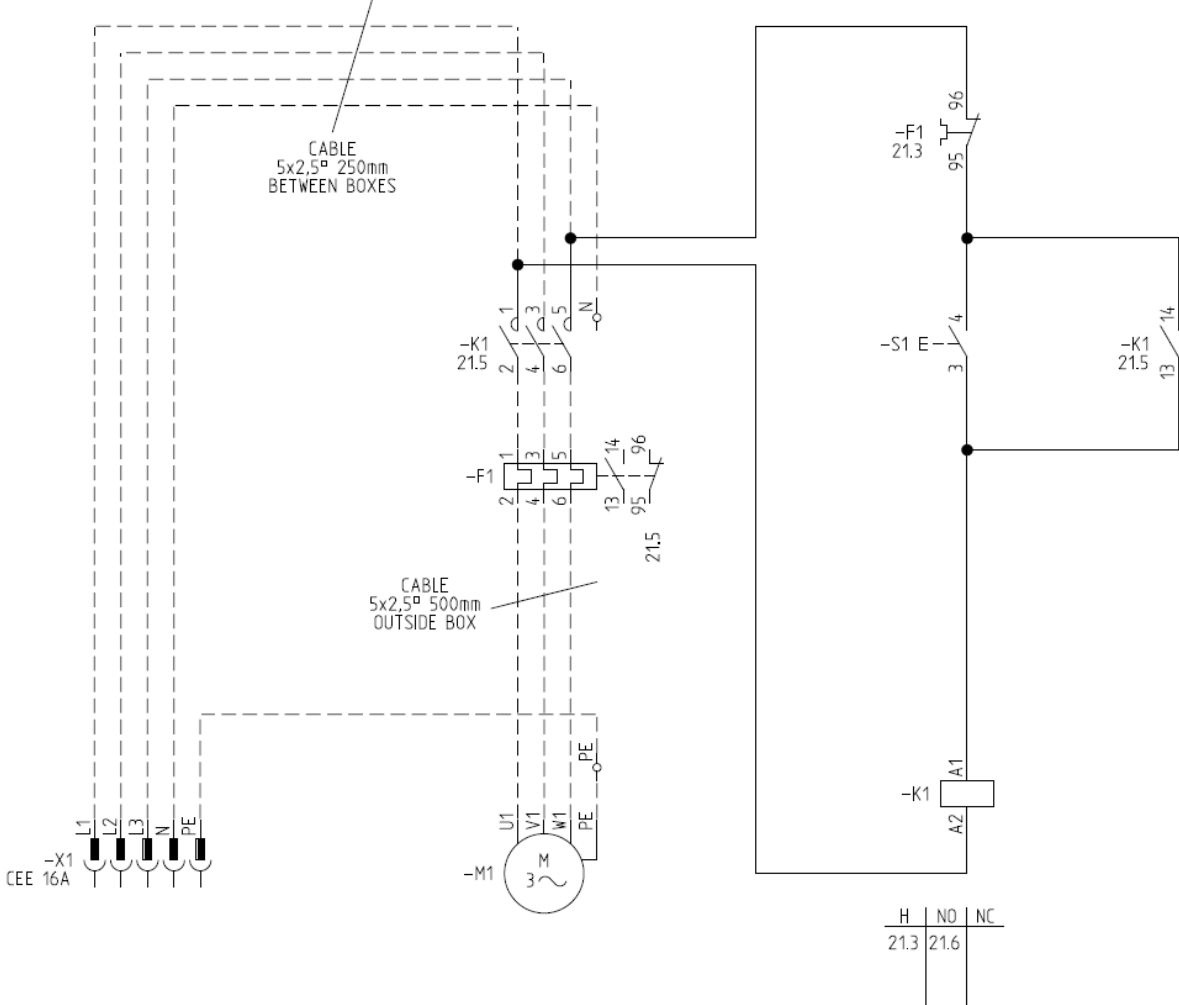 CABLE
5x2,5¤ 250mm
BETWEEN BOXES
96
-F1
21.3
95
1 3 5 N
-K1
21.5
2 4 6
4
-S1 E
3
14
-K1
21.5
13
1 3 5
14 96
-F1
2 4 6
13 95
21.5
CABLE
5x2,5¤ 500mm
OUTSIDE BOX
PE
A1
-K1
A2
L1 L2 L3 N PE
-X1
CEE 16A
U1 V1 W1 PE
-M1
M
3~
H NO NC
21.3 21.6